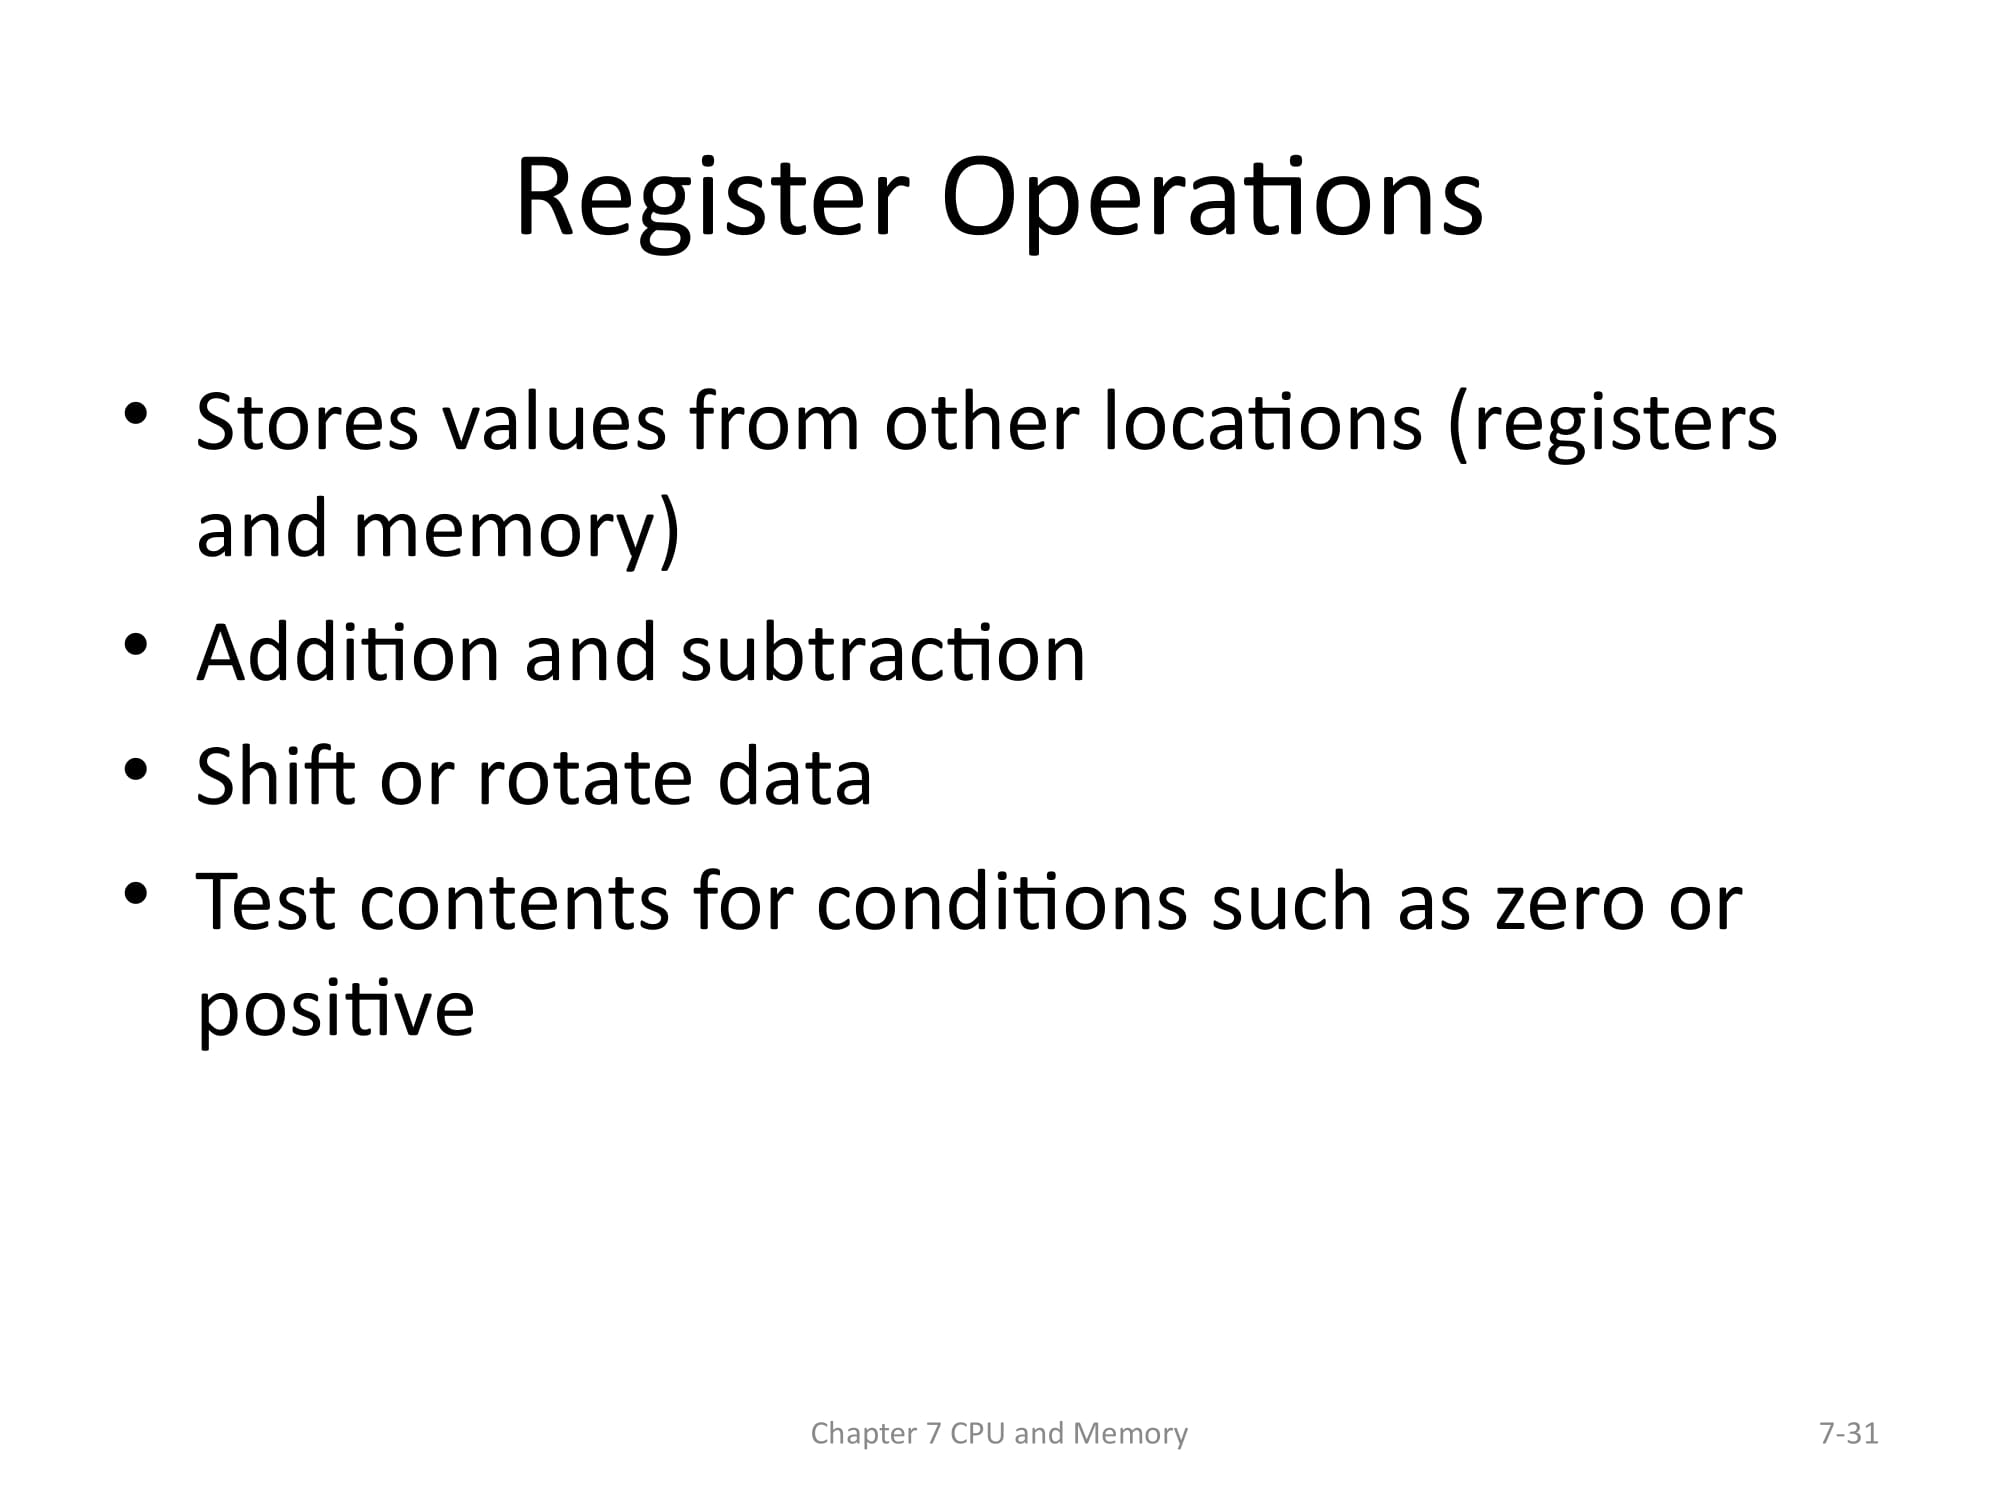 Register Operations
• Stores values from other locations (registers
and memory)
• Addition and subtraction
• Shift or rotate data
• Test contents for conditions such as zero or
positive
Chapter 7 CPU and Memory
7-31